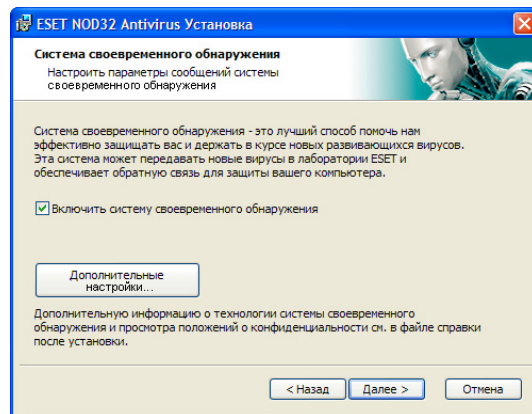 ESET NOD32 Antivirus Установка
Система своевременного обнаружения
Настроить параметры сообщений системы
своевременного обнаружения
Система своевременного обнаружения - это лучший способ помочь нам
эффективно защищать вас и держать в курсе новых развивающихся вирусов.
Эта система может передавать новые вирусы в лаборатории ESET и
обеспечивает обратную связь для защиты вашего компьютера.
Включить систему своевременного обнаружения
Дополнительные
настройки...
Дополнительную информацию о технологии системы своевременного
обнаружения и просмотра положений о конфиденциальности см. в файле справки
после установки.
< Назад Далее > Отмена